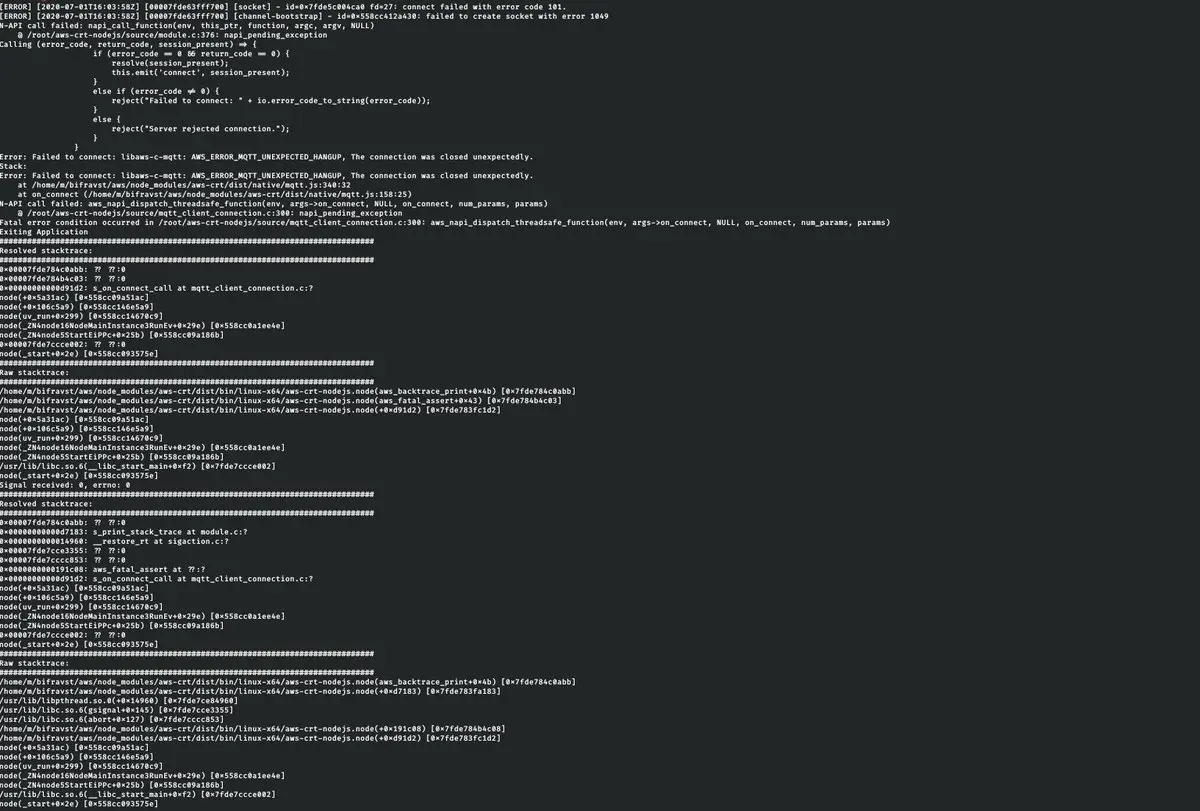 [ERROR] [2020-07-01T16:03:58Z] [00007fde63fff700] [socket] - id=0×7fde5c004ca0 fd=27: connect failed with error code 101.
[ERROR] [2020-07-01T16:03:58Z] [00007fde63fff700] [channel-bootstrap] - id=0×558cc412a430: failed to create socket with error 1049
N-API call failed: napi_call_function(env, this_ptr, function, argc, argv, NULL)
@ /root/aws-crt-nodejs/source/module.c:376: napi_pending_exception
Calling (error_code, return_code, session_present) => {
if (error_code == 0 && return_code == 0) {
resolve(session_present);
this.emit('connect', session_present);
}
else if (error_code ≠ 0) {
reject("Failed to connect: " + io.error_code_to_string(error_code));
}
else {
reject("Server rejected connection.");
}
}
Error: Failed to connect: libaws-c-mqtt: AWS_ERROR_MQTT_UNEXPECTED_HANGUP, The connection was closed unexpectedly.
Stack:
Error: Failed to connect: libaws-c-mqtt: AWS_ERROR_MQTT_UNEXPECTED_HANGUP, The connection was closed unexpectedly.
at /home/m/bifravst/aws/node_modules/aws-crt/dist/native/mqtt.js:340:32
at on_connect (/home/m/bifravst/aws/node_modules/aws-crt/dist/native/mqtt.js:158:25)
N-API call failed: aws_napi_dispatch_threadsafe_function(env, args->on_connect, NULL, on_connect, num_params, params)
@ /root/aws-crt-nodejs/source/mqtt_client_connection.c:300: napi_pending_exception
Fatal error condition occurred in /root/aws-crt-nodejs/source/mqtt_client_connection.c:300: aws_napi_dispatch_threadsafe_function(env, args->on_connect, NULL, on_connect, num_params, params)
Exiting Application
################################################################################
Resolved stacktrace:
################################################################################
0×00007fde784c0abb: ?? ??:0
0×00007fde784b4c03: ?? ??:0
0×00000000000d91d2: s_on_connect_call at mqtt_client_connection.c:?
node(+0×5a31ac) [0×558cc09a51ac]
node(+0×106c5a9) [0×558cc146e5a9]
node(uv_run+0×299) [0×558cc14670c9]
node(_ZN4node16NodeMainInstance3RunEv+0×29e) [0×558cc0a1ee4e]
node(_ZN4node5StartEiPPc+0×25b) [0×558cc09a186b]
0×00007fde7ccce002: ?? ??:0
node(_start+0×2e) [0×558cc093575e]
################################################################################
Raw stacktrace:
################################################################################
/home/m/bifravst/aws/node_modules/aws-crt/dist/bin/linux-x64/aws-crt-nodejs.node(aws_backtrace_print+0×4b) [0×7fde784c0abb]
/home/m/bifravst/aws/node_modules/aws-crt/dist/bin/linux-x64/aws-crt-nodejs.node(aws_fatal_assert+0×43) [0×7fde784b4c03]
/home/m/bifravst/aws/node_modules/aws-crt/dist/bin/linux-x64/aws-crt-nodejs.node(+0×d91d2) [0×7fde783fc1d2]
node(+0×5a31ac) [0×558cc09a51ac]
node(+0×106c5a9) [0×558cc146e5a9]
node(uv_run+0×299) [0×558cc14670c9]
node(_ZN4node16NodeMainInstance3RunEv+0×29e) [0×558cc0a1ee4e]
node(_ZN4node5StartEiPPc+0×25b) [0×558cc09a186b]
/usr/lib/libc.so.6(__libc_start_main+0×f2) [0×7fde7ccce002]
node(_start+0×2e) [0×558cc093575e]
Signal received: 0, errno: 0
################################################################################
Resolved stacktrace:
################################################################################
0×00007fde784c0abb: ?? ??:0
0×00000000000d7183: s_print_stack_trace at module.c:?
0×0000000000014960: __restore_rt at sigaction.c:?
0×00007fde7cce3355: ?? ??:0
0×00007fde7cccc853: ?? ??:0
0×0000000000191c08: aws_fatal_assert at ??:?
0×00000000000d91d2: s_on_connect_call at mqtt_client_connection.c:?
node(+0×5a31ac) [0×558cc09a51ac]
node(+0×106c5a9) [0×558cc146e5a9]
node(uv_run+0×299) [0×558cc14670c9]
node(_ZN4node16NodeMainInstance3RunEv+0×29e) [0×558cc0a1ee4e]
node(_ZN4node5StartEiPPc+0×25b) [0×558cc09a186b]
0×00007fde7ccce002: ?? ??:0
node(_start+0×2e) [0×558cc093575e]
################################################################################
Raw stacktrace:
################################################################################
/home/m/bifravst/aws/node_modules/aws-crt/dist/bin/linux-x64/aws-crt-nodejs.node(aws_backtrace_print+0×4b) [0×7fde784c0abb]
/home/m/bifravst/aws/node_modules/aws-crt/dist/bin/linux-x64/aws-crt-nodejs.node(+0×d7183) [0×7fde783fa183]
/usr/lib/libpthread.so.0(+0×14960) [0×7fde7ce84960]
/usr/lib/libc.so.6(gsignal+0×145) [0×7fde7cce3355]
/usr/lib/libc.so.6(abort+0×127) [0×7fde7cccc853]
/home/m/bifravst/aws/node_modules/aws-crt/dist/bin/linux-x64/aws-crt-nodejs.node(+0×191c08) [0×7fde784b4c08]
/home/m/bifravst/aws/node_modules/aws-crt/dist/bin/linux-x64/aws-crt-nodejs.node(+0×d91d2) [0×7fde783fc1d2]
node(+0×5a31ac) [0×558cc09a51ac]
node(+0×106c5a9) [0×558cc146e5a9]
node(uv_run+0×299) [0×558cc14670c9]
node(_ZN4node16NodeMainInstance3RunEv+0×29e) [0×558cc0a1ee4e]
node(_ZN4node5StartEiPPc+0×25b) [0×558cc09a186b]
/usr/lib/libc.so.6(__libc_start_main+0×f2) [0×7fde7ccce002]
node(_start+0×2e) [0×558cc093575e]